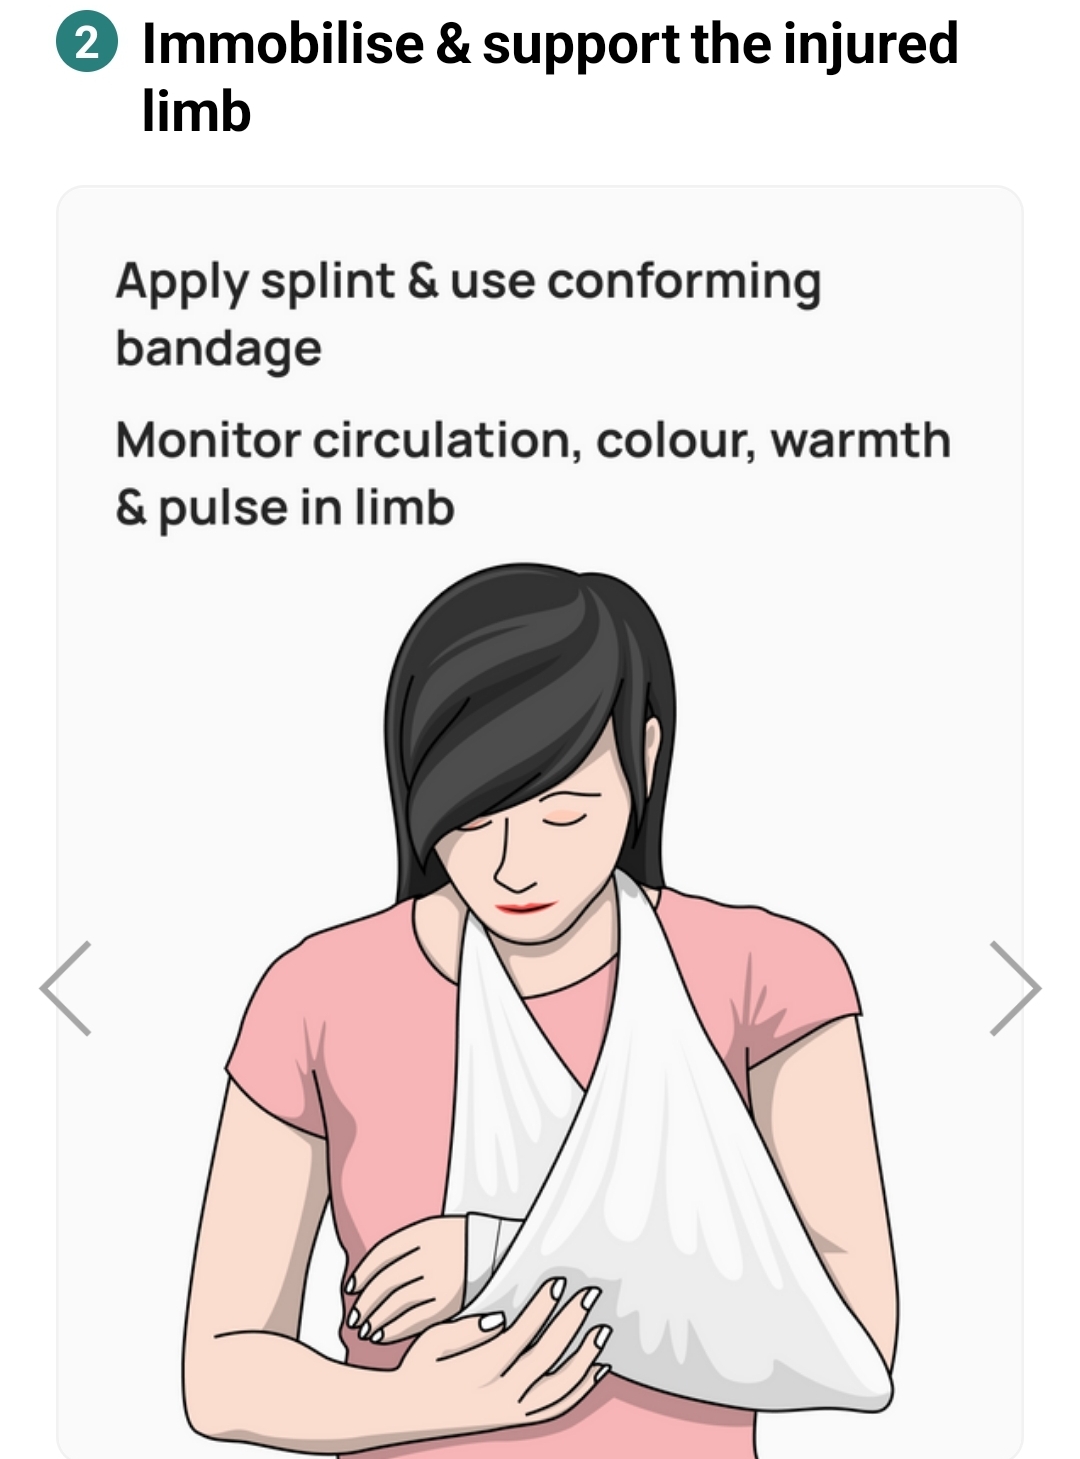 2 Immobilise & support the injured
limb
Apply splint & use conforming
bandage
Monitor circulation, colour, warmth
& pulse in limb